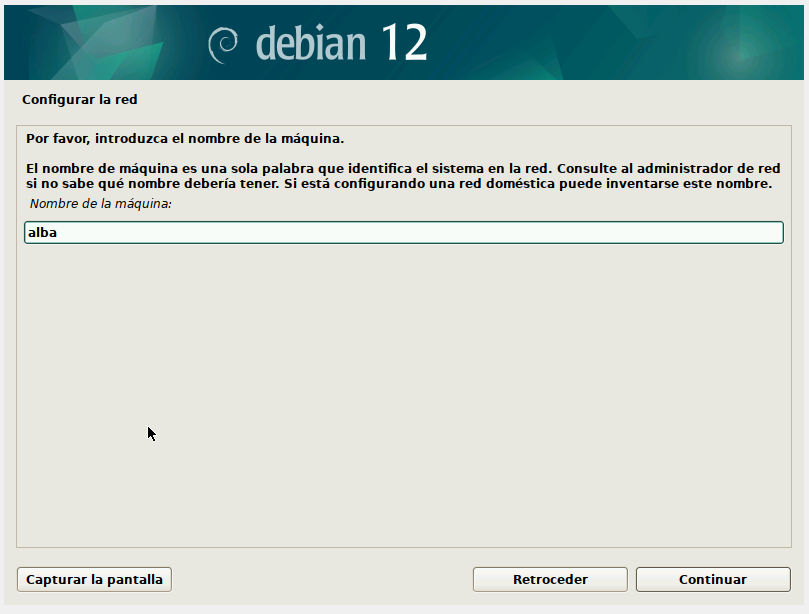 debian 12
Configurar la red
Por favor, introduzca el nombre de la máquina.
El nombre de máquina es una sola palabra que identifica el sistema en la red. Consulte al administrador de red
si no sabe qué nombre debería tener. Si está configurando una red doméstica puede inventarse este nombre.
Nombre de la máquina:
alba
Capturar la pantalla
Retroceder
Continuar